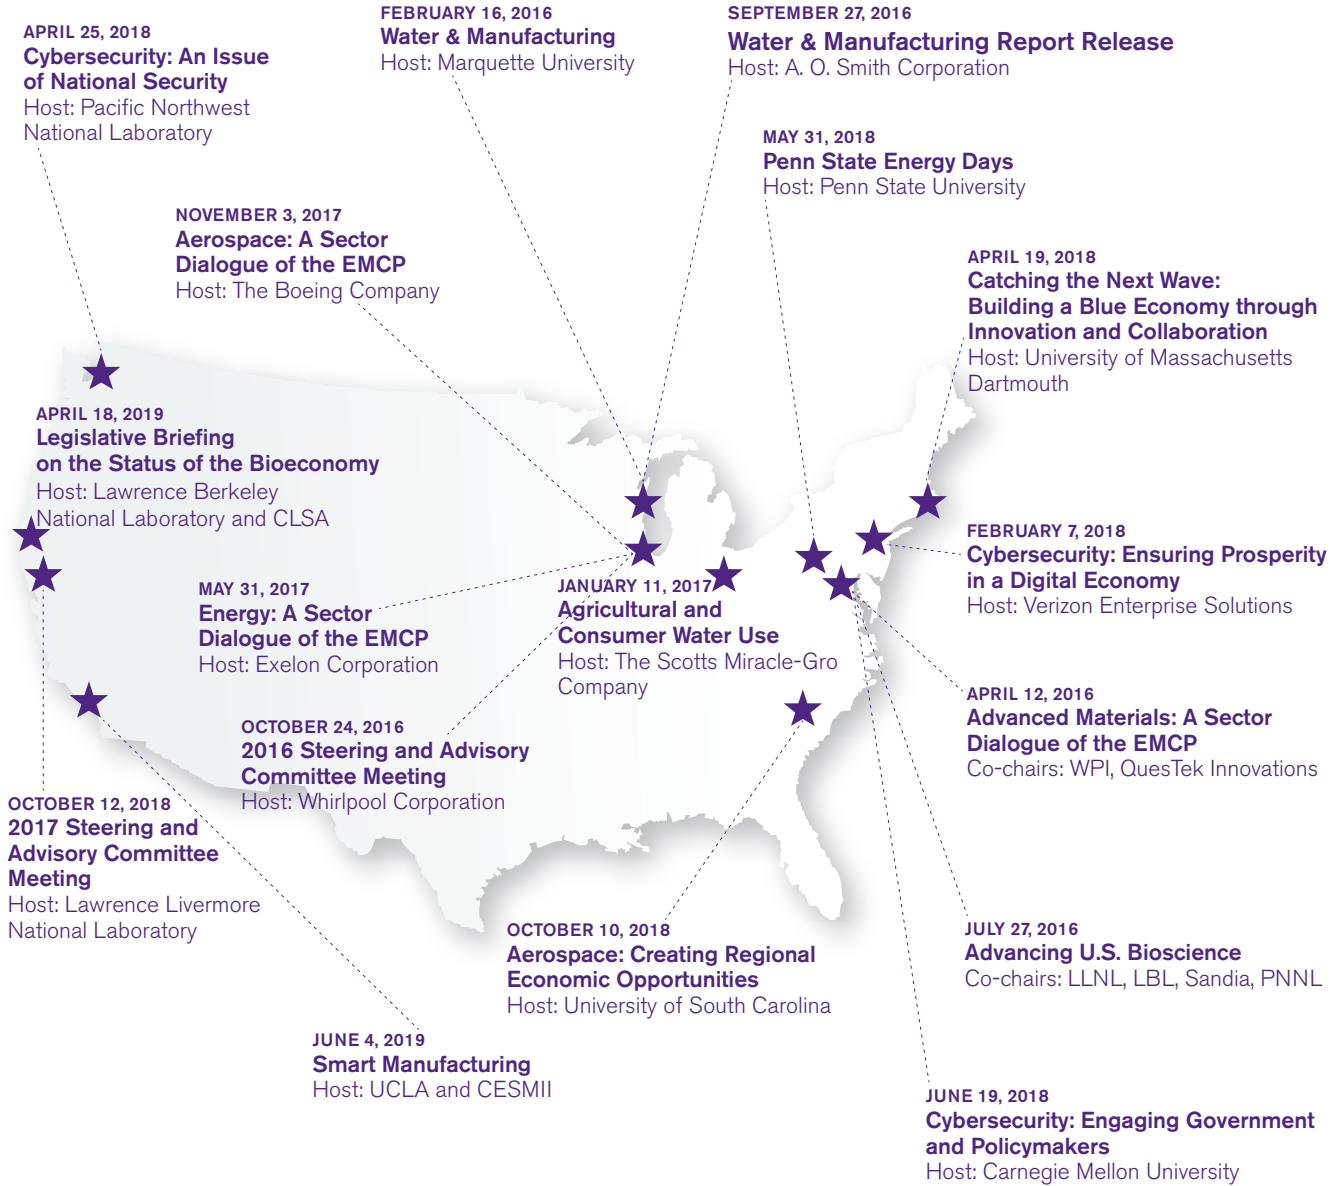 APRIL 25, 2018
Cybersecurity: An Issue
of National Security
Host: Pacific Northwest
National Laboratory
FEBRUARY 16, 2016
Water & Manufacturing
Host: Marquette University
SEPTEMBER 27, 2016
Water & Manufacturing Report Release
Host: A. O. Smith Corporation
MAY 31, 2018
Penn State Energy Days
Host: Penn State University
NOVEMBER 3, 2017
Aerospace: A Sector
Dialogue of the EMCP
Host: The Boeing Company
APRIL 19, 2018
Catching the Next Wave:
Building a Blue Economy through
Innovation and Collaboration
Host: University of Massachusetts
Dartmouth
APRIL 18, 2019
Legislative Briefing
on the Status of the Bioeconomy
Host: Lawrence Berkeley
National Laboratory and CLSA
FEBRUARY 7, 2018
Cybersecurity: Ensuring Prosperity
in a Digital Economy
Host: Verizon Enterprise Solutions
MAY 31, 2017
Energy: A Sector
Dialogue of the EMCP
Host: Exelon Corporation
JANUARY 11, 2017
Agricultural and
Consumer Water Use
Host: The Scotts Miracle-Gro
Company
APRIL 12, 2016
Advanced Materials: A Sector
Dialogue of the EMCP
Co-chairs: WPI, QuesTek Innovations
OCTOBER 24, 2016
2016 Steering and Advisory
Committee Meeting
Host: Whirlpool Corporation
OCTOBER 12, 2018
2017 Steering and
Advisory Committee
Meeting
Host: Lawrence Livermore
National Laboratory
OCTOBER 10, 2018
Aerospace: Creating Regional
Economic Opportunities
Host: University of South Carolina
JULY 27, 2016
Advancing U.S. Bioscience
Co-chairs: LLNL, LBL, Sandia, PNNL
JUNE 4, 2019
Smart Manufacturing
Host: UCLA and CESMII
JUNE 19, 2018
Cybersecurity: Engaging Government
and Policymakers
Host: Carnegie Mellon University